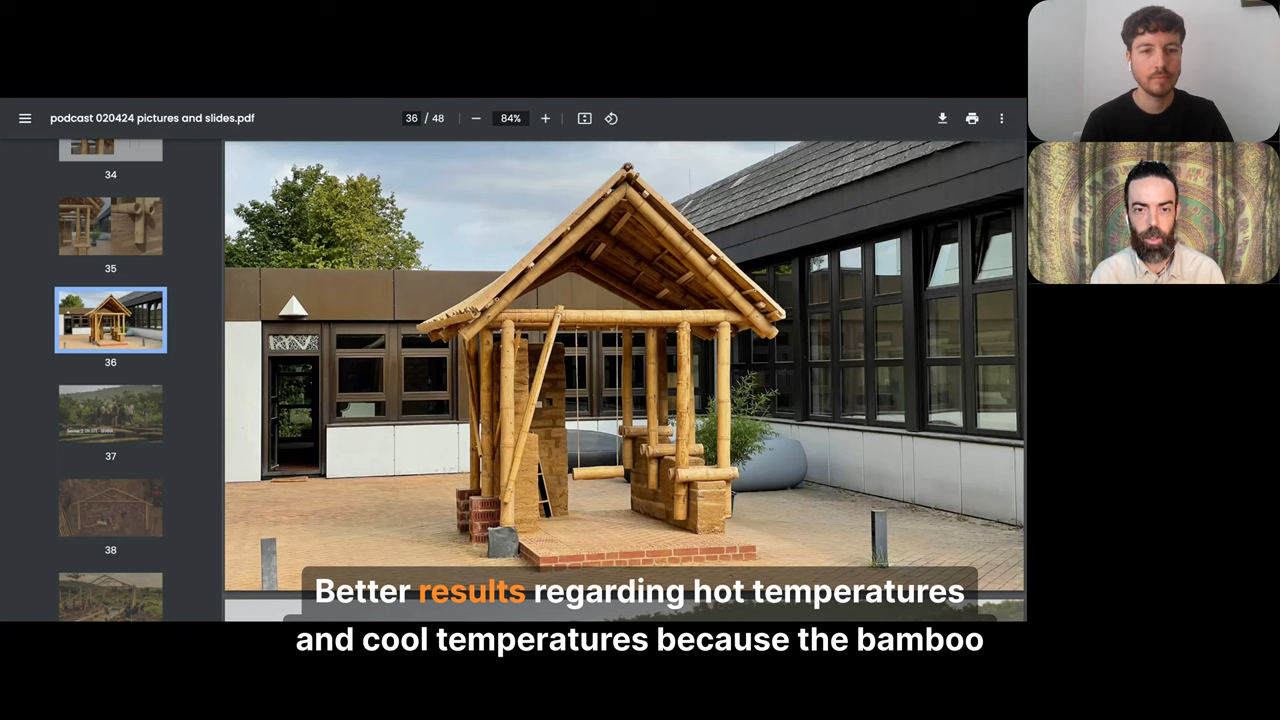 podcast 020424 pictures and slides.pdf
36 / 48
84%
34
35
36
37
38
Better results regarding hot temperatures
and cool temperatures because the bamboo